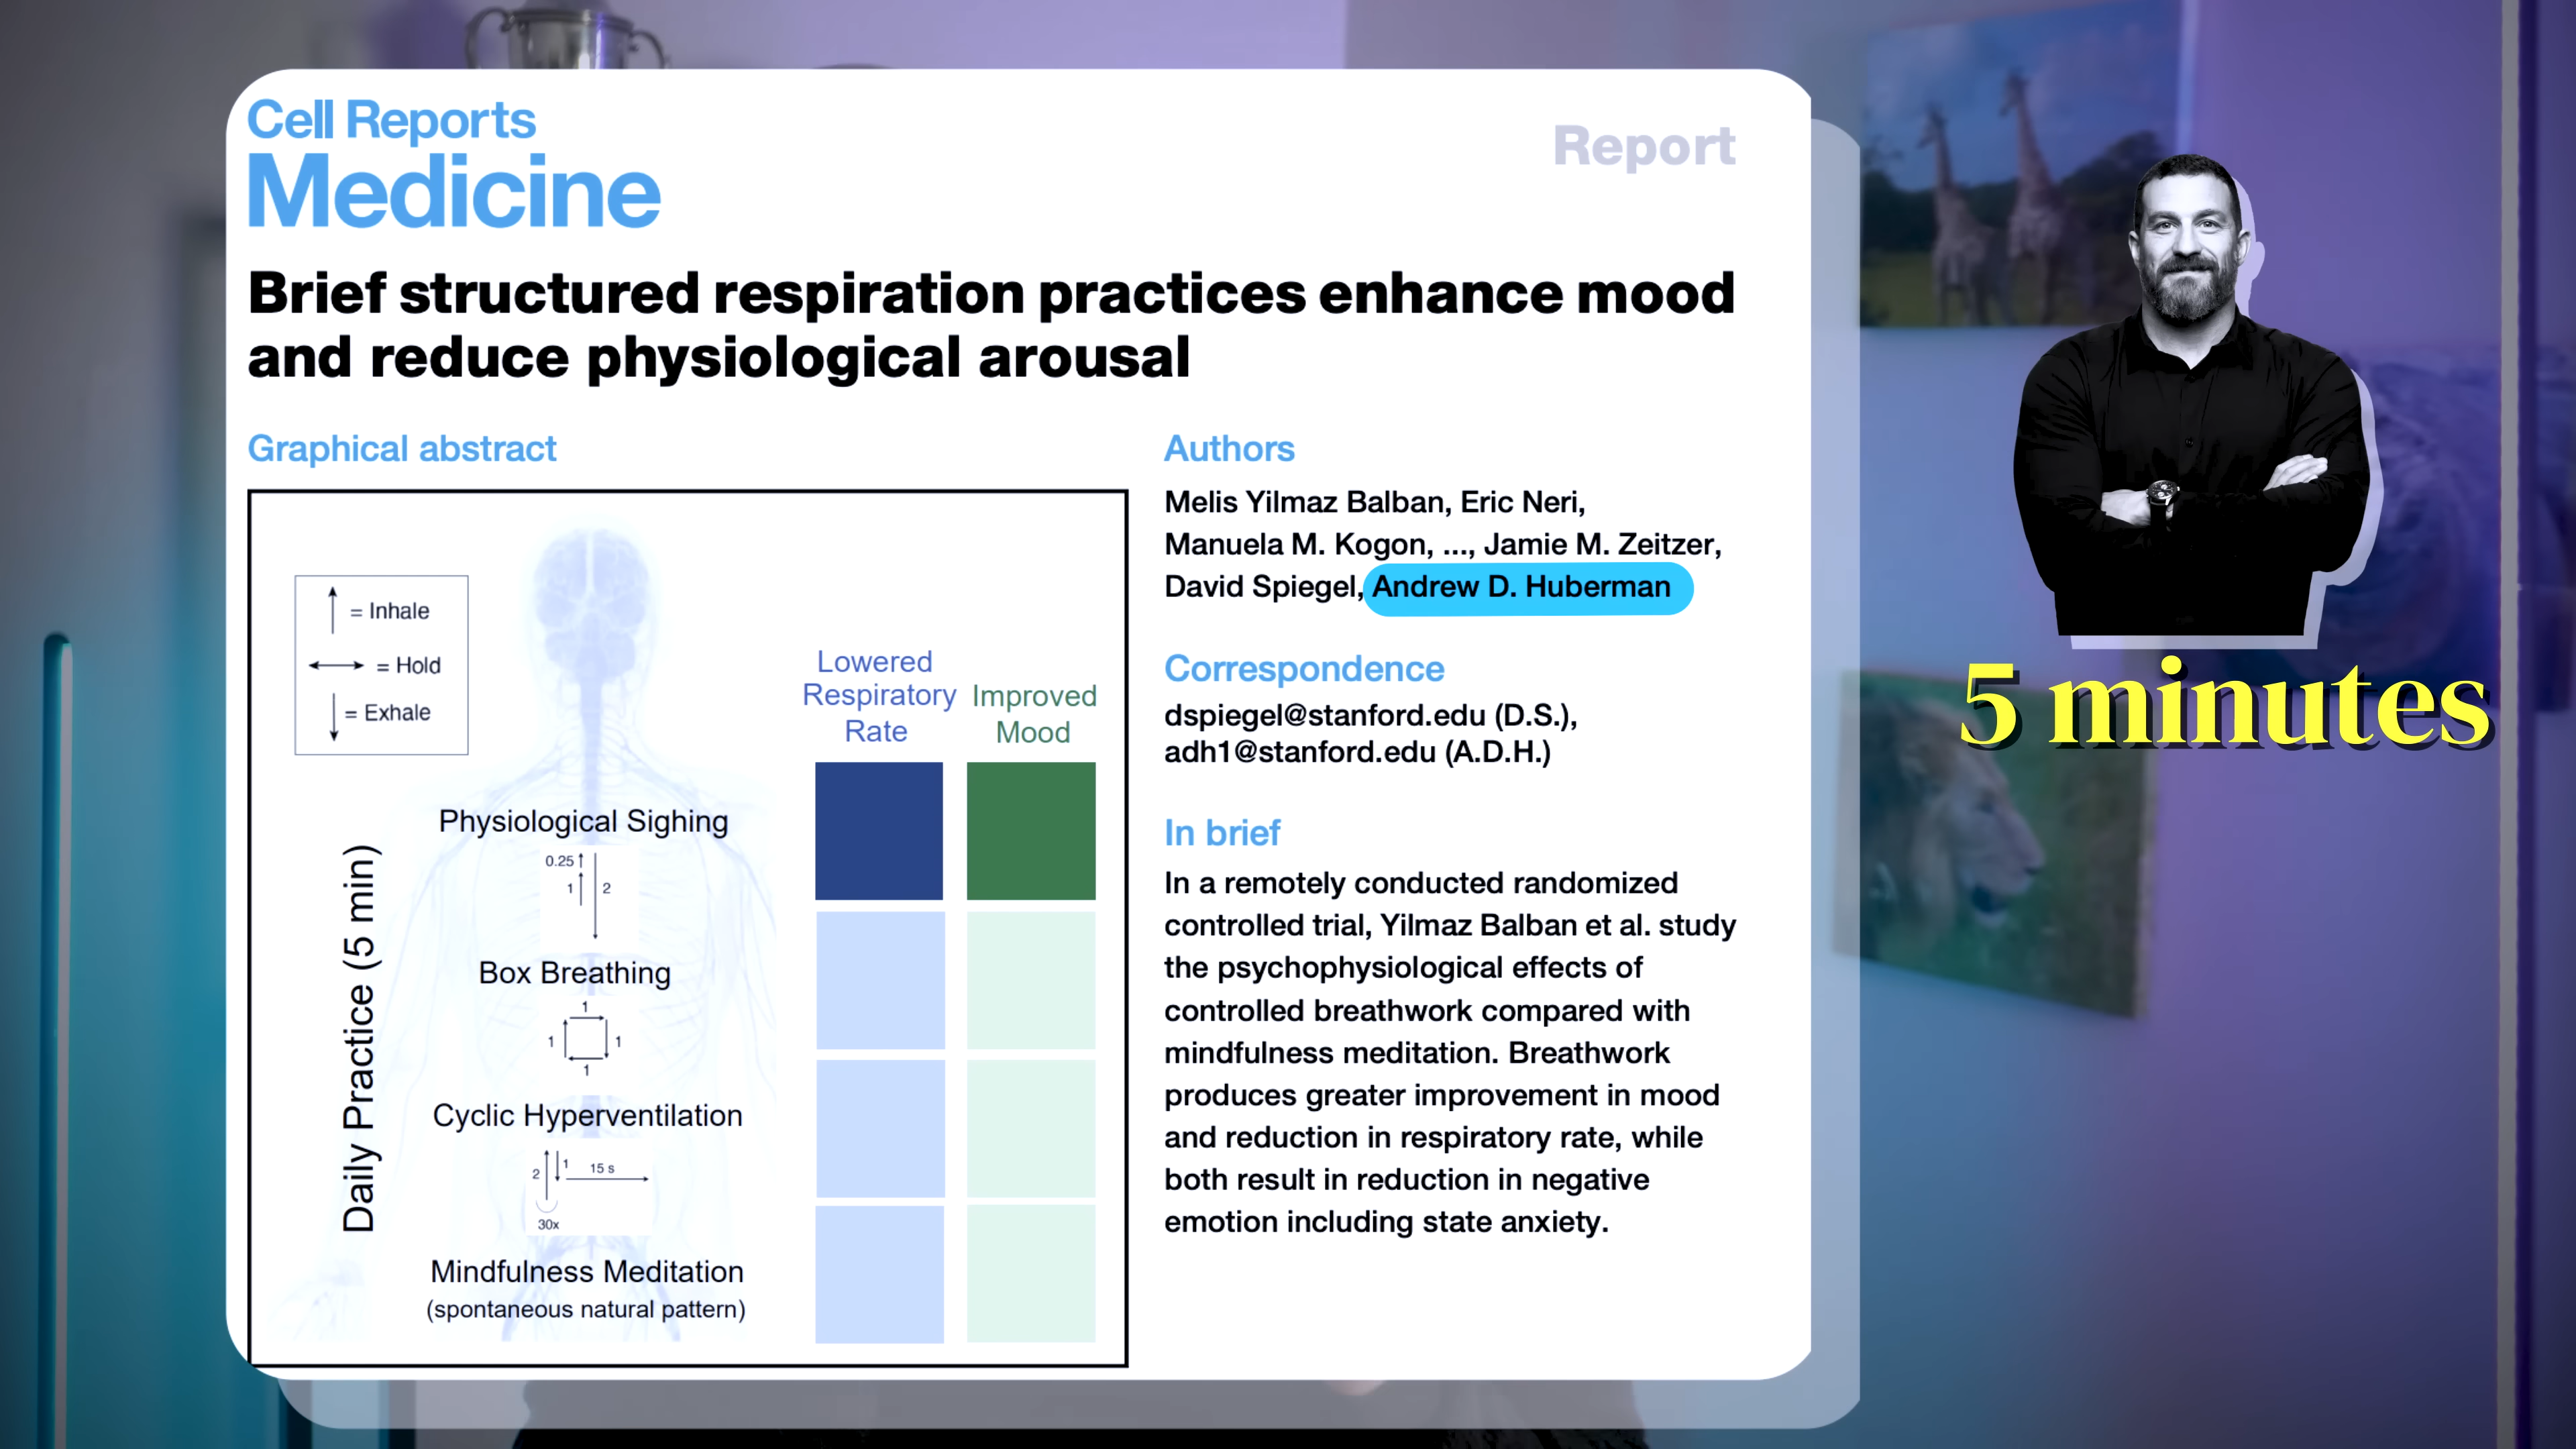 Cell Reports
Medicine
Report
Brief structured respiration practices enhance mood
and reduce physiological arousal
Graphical abstract
= Inhale
= Hold
= Exhale
Lowered
Respiratory
Rate
Improved
Mood
Daily Practice (5 min)
Physiological Sighing
0.25
1
2
Box Breathing
1
1
1
1
Cyclic Hyperventilation
2
1
15 s
30x
Mindfulness Meditation
(spontaneous natural pattern)
Authors
Melis Yilmaz Balban, Eric Neri,
Manuela M. Kogon, ..., Jamie M. Zeitzer,
David Spiegel, Andrew D. Huberman
Correspondence
dspiegel@stanford.edu (D.S.),
adh1@stanford.edu (A.D.H.)
In brief
In a remotely conducted randomized
controlled trial, Yilmaz Balban et al. study
the psychophysiological effects of
controlled breathwork compared with
mindfulness meditation. Breathwork
produces greater improvement in mood
and reduction in respiratory rate, while
both result in reduction in negative
emotion including state anxiety.
5 minutes